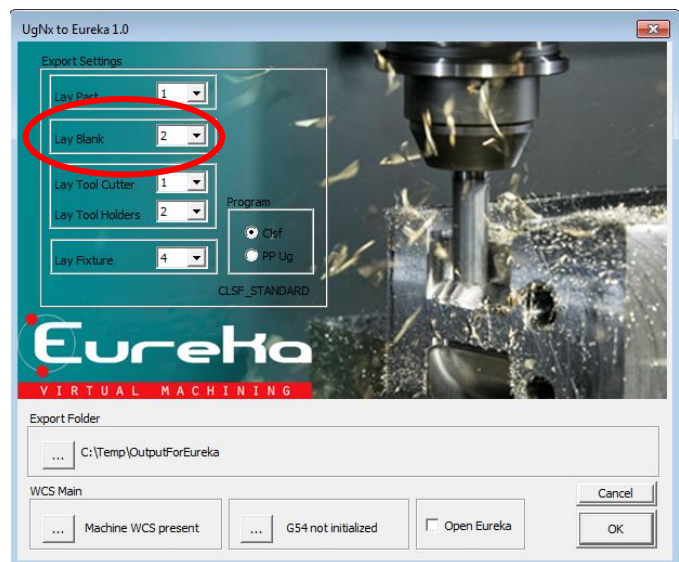 UgNx to Eureka 1.0
Export Settings
Lay Part 1
Lay Blank 2
Lay Tool Cutter 1
Lay Tool Holders 2
Program
Clsf
PP Ug
Lay Fixture 4
CLSF_STANDARD
EureKa
VIRTUAL MACHINING
Export Folder
... C:\Temp\OutputForEureka
WCS Main
... Machine WCS present
... G54 not initialized
Open Eureka
Cancel
OK